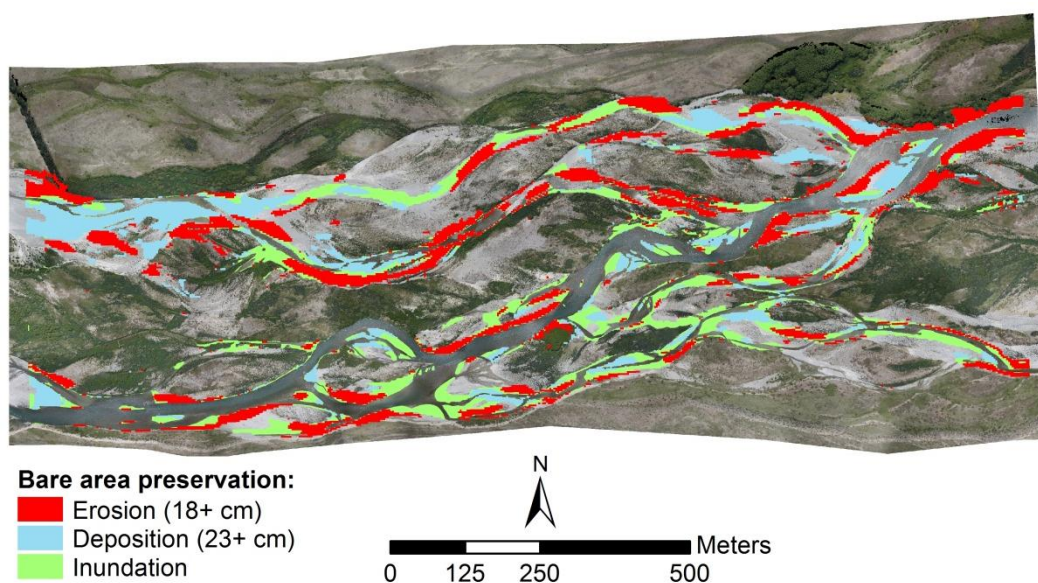 Bare area preservation:
Erosion (18+ cm)
Deposition (23+ cm)
Inundation
N
Meters
0 125 250 500